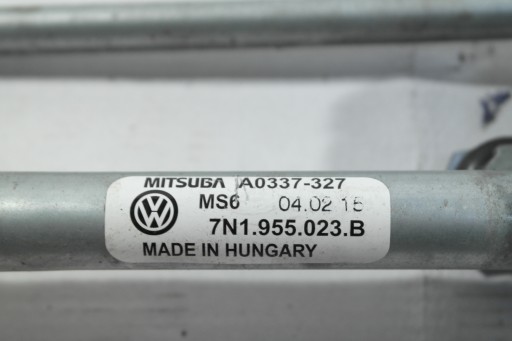 MITSUBA A0337-327
MS6 04.02 15
7N1.955.023.B
MADE IN HUNGARY